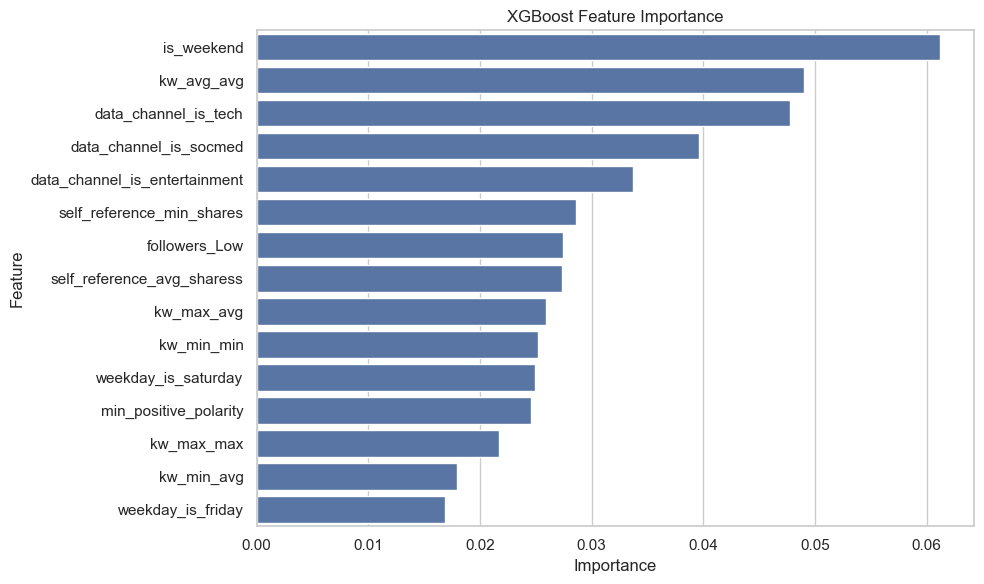 XGBoost Feature Importance
is_weekend
kw_avg_avg
data_channel_is_tech
data_channel_is_socmed
data_channel_is_entertainment
self_reference_min_shares
followers_Low
self_reference_avg_sharess
kw_max_avg
kw_min_min
weekday_is_saturday
min_positive_polarity
kw_max_max
kw_min_avg
weekday_is_friday
Feature
0.00 0.01 0.02 0.03 0.04 0.05 0.06
Importance